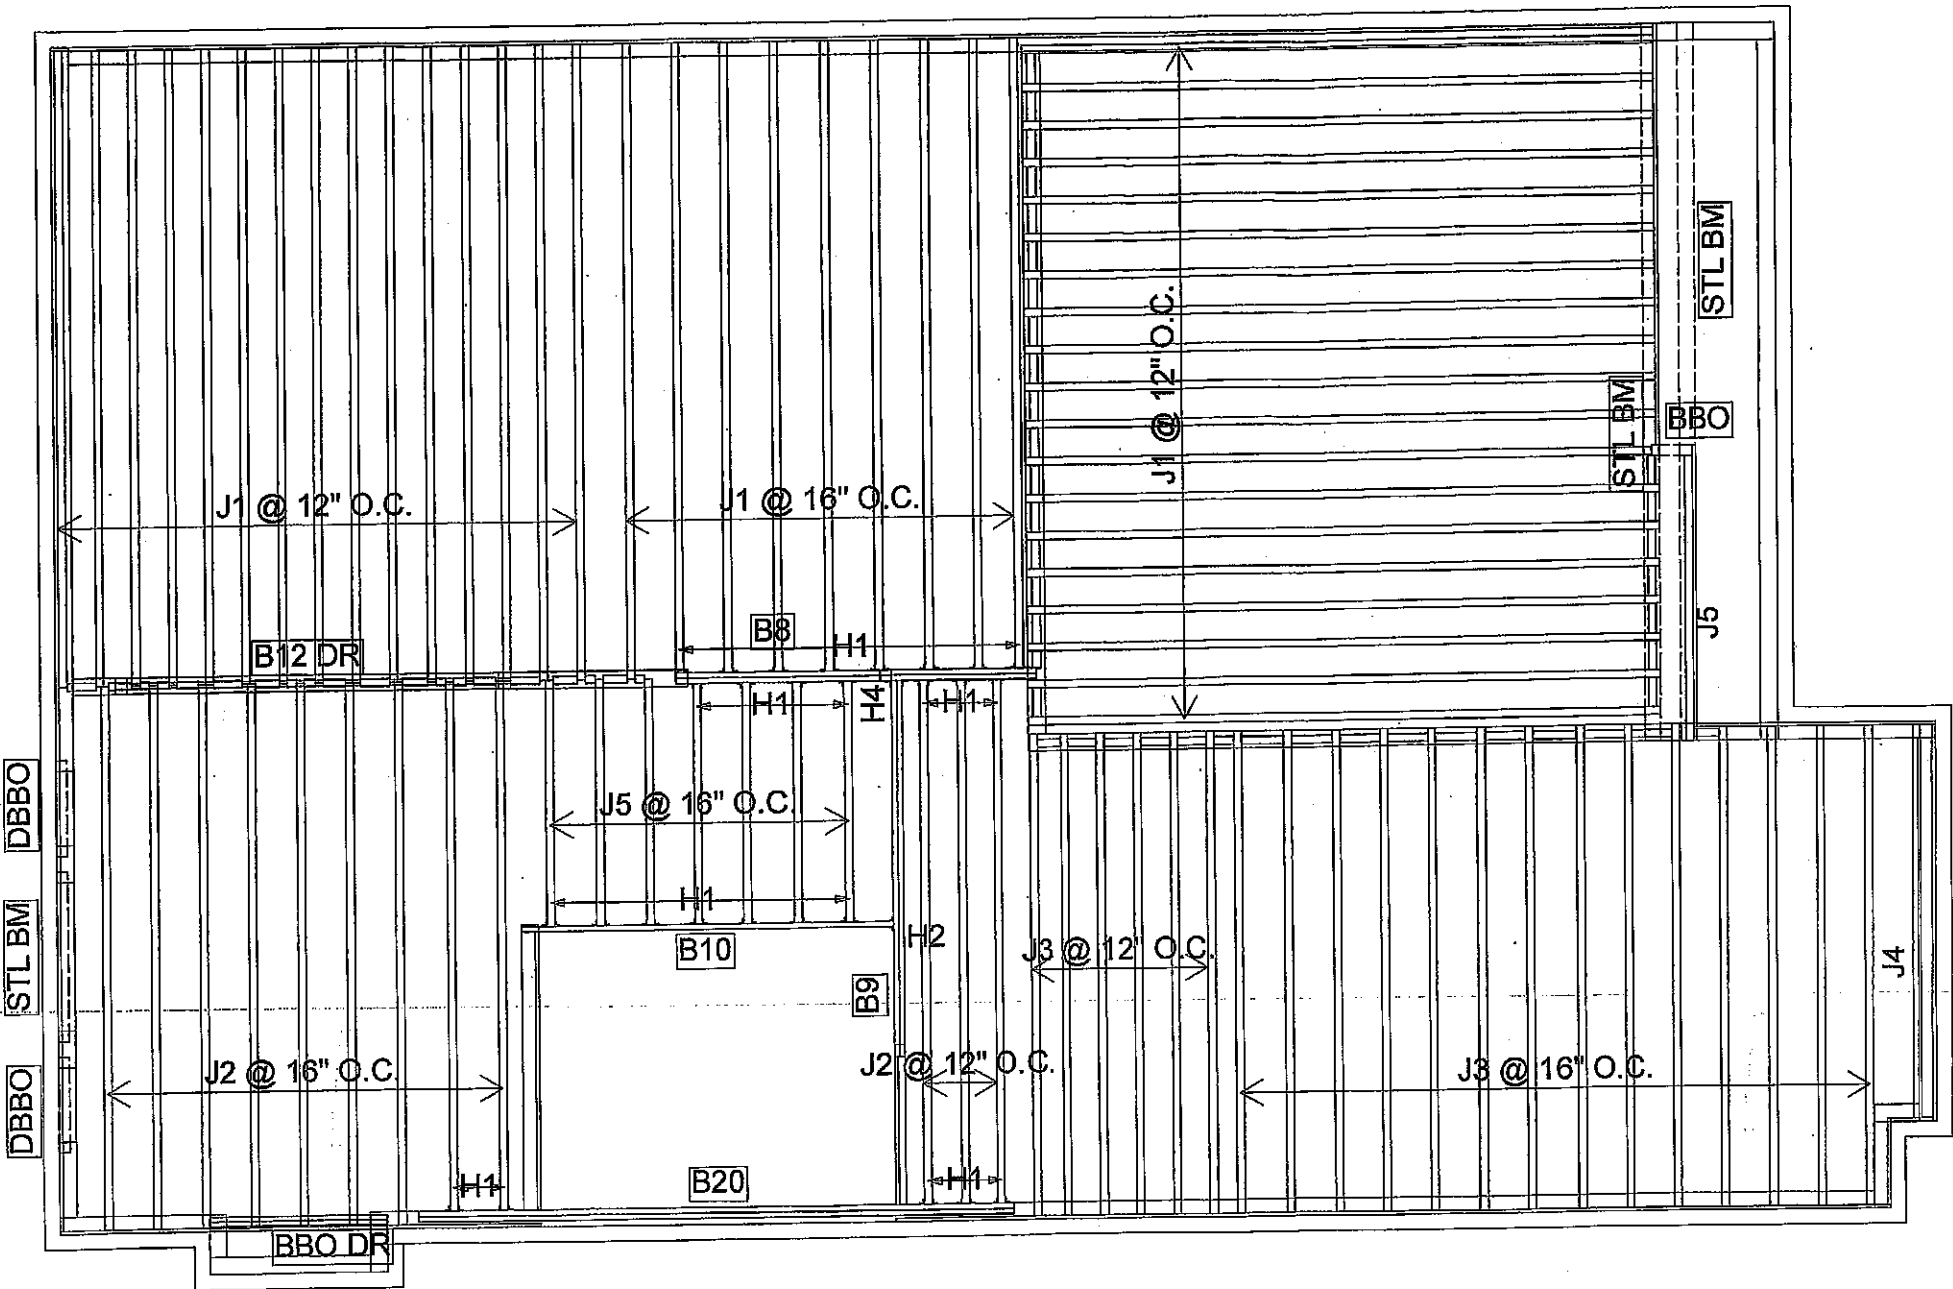 STL BM
J1 @ 12" O.C.
STL BM
BBO
J1 @ 12" O.C.
J1 @ 16" O.C.
B8
H1
B12 DR
J5
H1
H4
H1
DBBO
J5 @ 16" O.C.
H1
STL BM
B10
H2
J3 @ 12" O.C.
J4
B9
J2 @ 16" O.C.
J2 @ 12" O.C.
J3 @ 16" O.C.
DBBO
H1
B20
H1
BBO DR